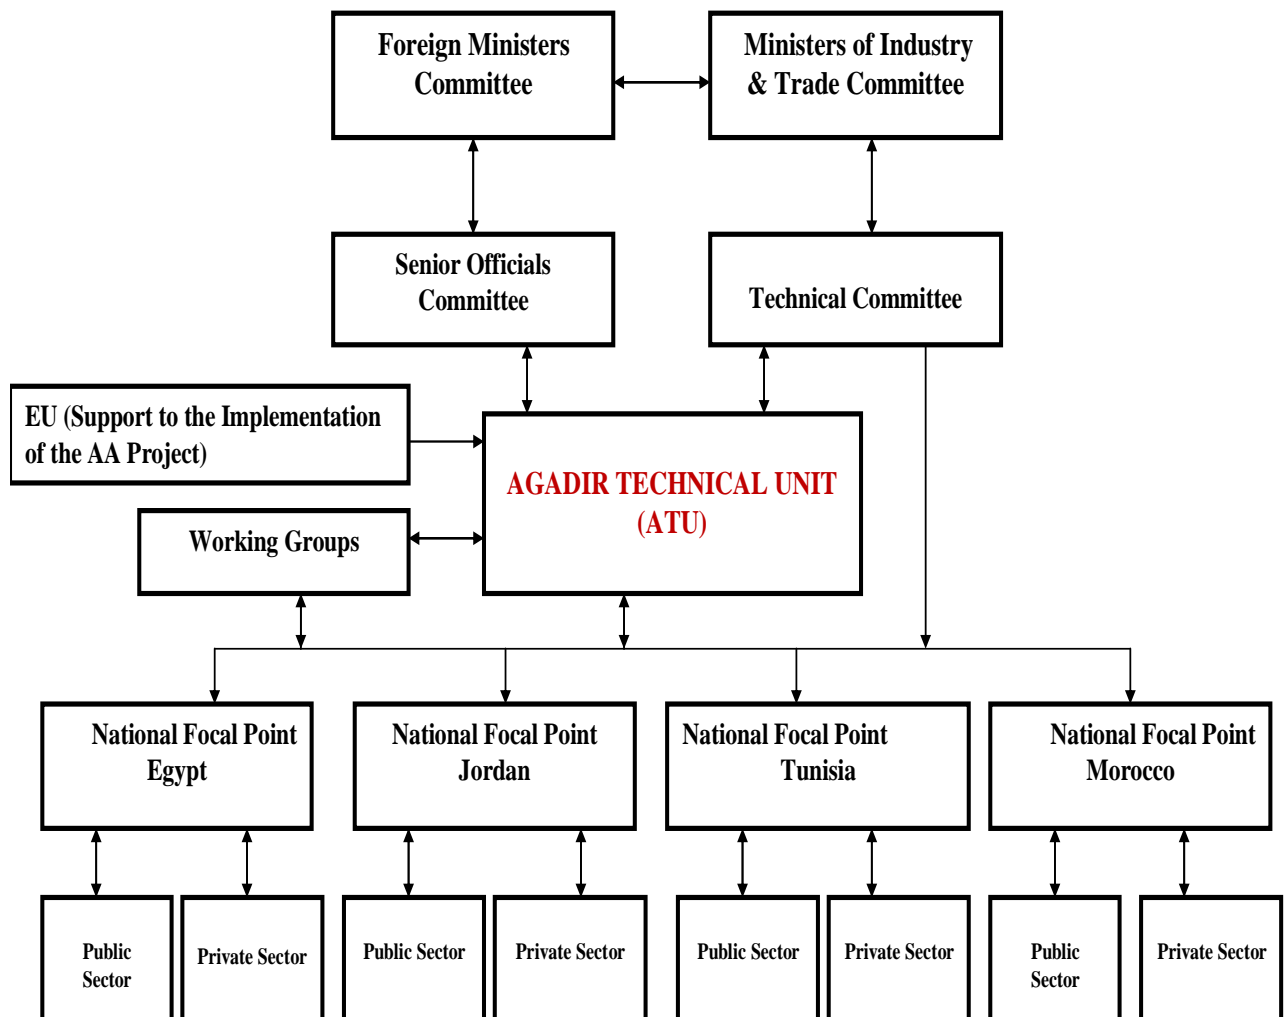 Foreign Ministers
Committee
Ministers of Industry
& Trade Committee
Senior Officials
Committee
Technical Committee
EU (Support to the Implementation
of the AA Project)
AGADIR TECHNICAL UNIT
(ATU)
Working Groups
National Focal Point
Egypt
National Focal Point
Jordan
National Focal Point
Tunisia
National Focal Point
Morocco
Public
Sector
Private Sector
Public Sector
Private Sector
Public Sector
Private Sector
Public
Sector
Private Sector